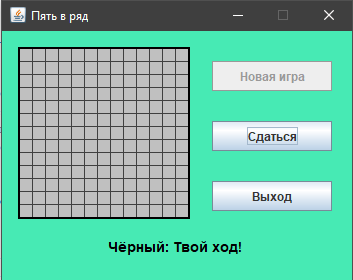 Пять в ряд
Новая игра
Сдаться
Выход
Чёрный: Твой ход!